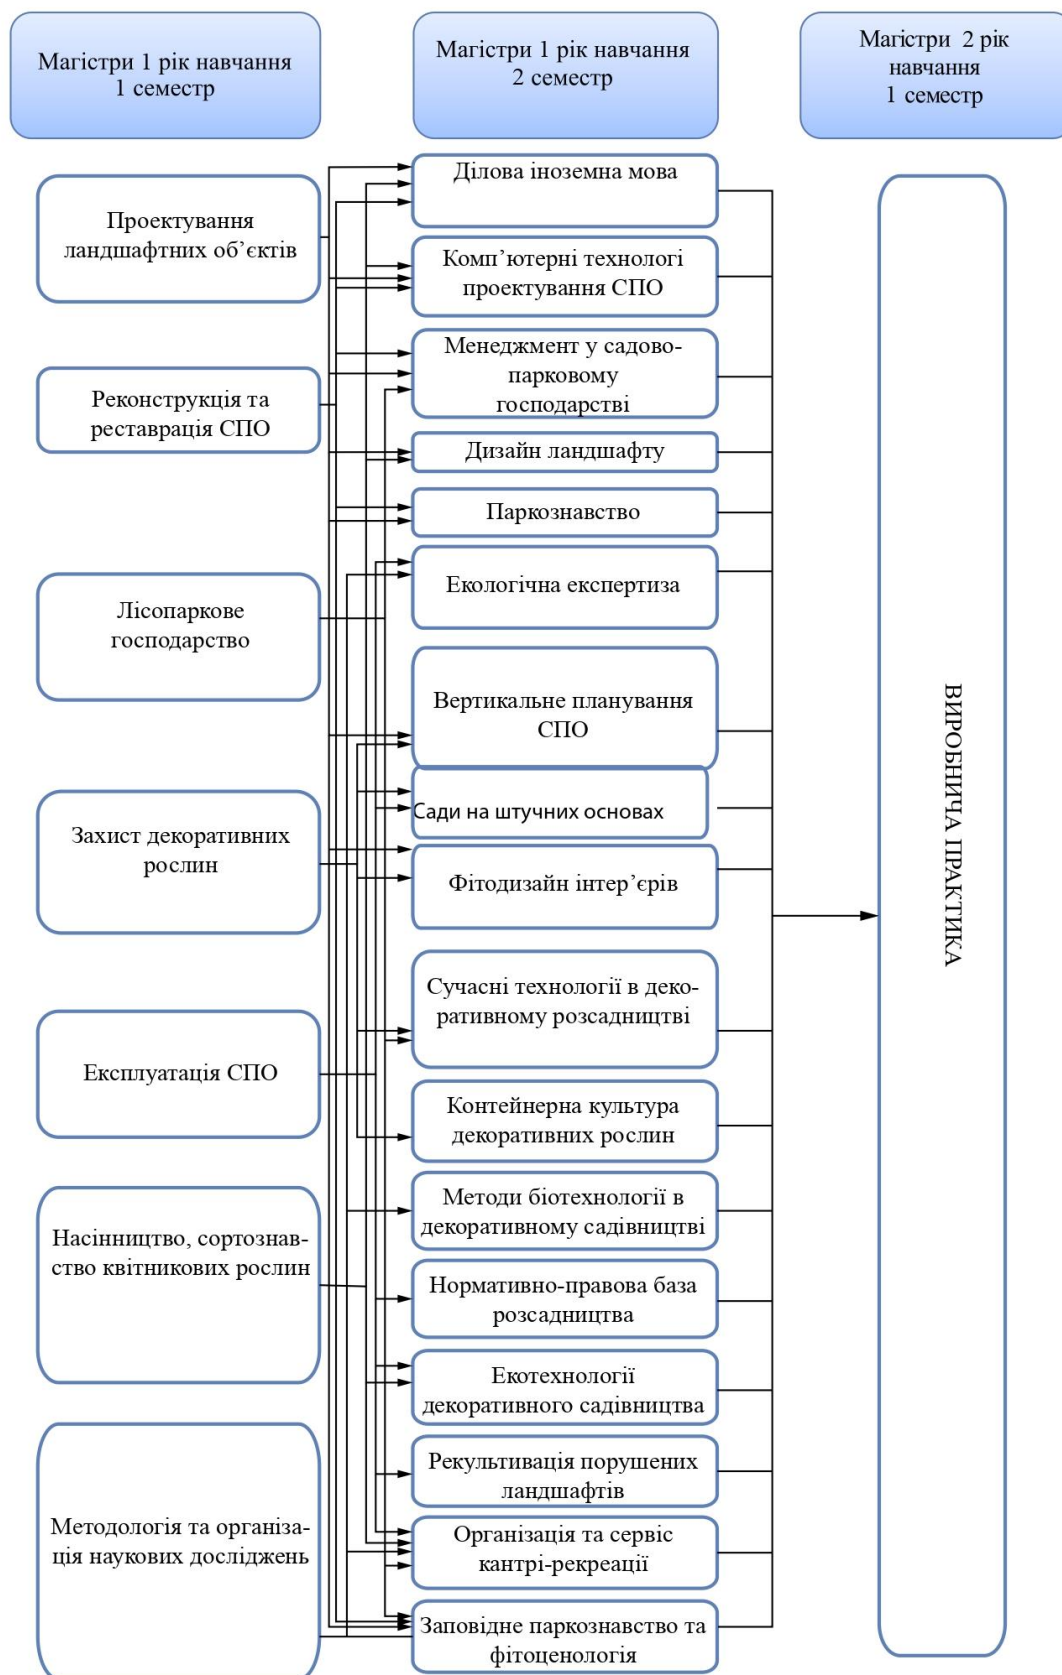 Магістри 1 рік навчання
1 семестр
Магістри 1 рік навчання
2 семестр
Магістри 2 рік
навчання
1 семестр
Проектування
ландшафтних об’єктів
Реконструкція та
реставрація СПО
Лісопаркове
господарство
Захист декоративних
рослин
Експлуатація СПО
Насінництво, сортознав-
ство квітникових рослин
Методологія та організа-
ція наукових досліджень
Ділова іноземна мова
Комп’ютерні технологі
проектування СПО
Менеджмент у садово-
парковому
господарстві
Дизайн ландшафту
Паркознавство
Екологічна експертиза
Вертикальне планування
СПО
Сади на штучних основах
Фітодизайн інтер’єрів
Сучасні технології в деко-
ративному розсадництві
Контейнерна культура
декоративних рослин
Методи біотехнології в
декоративному садівництві
Нормативно-правова база
розсадництва
Екотехнології
декоративного садівництва
Рекультивація порушених
ландшафтів
Організація та сервіс
кантрі-рекреації
Заповідне паркознавство та
фітоценологія
ВИРОБНИЧА ПРАКТИКА